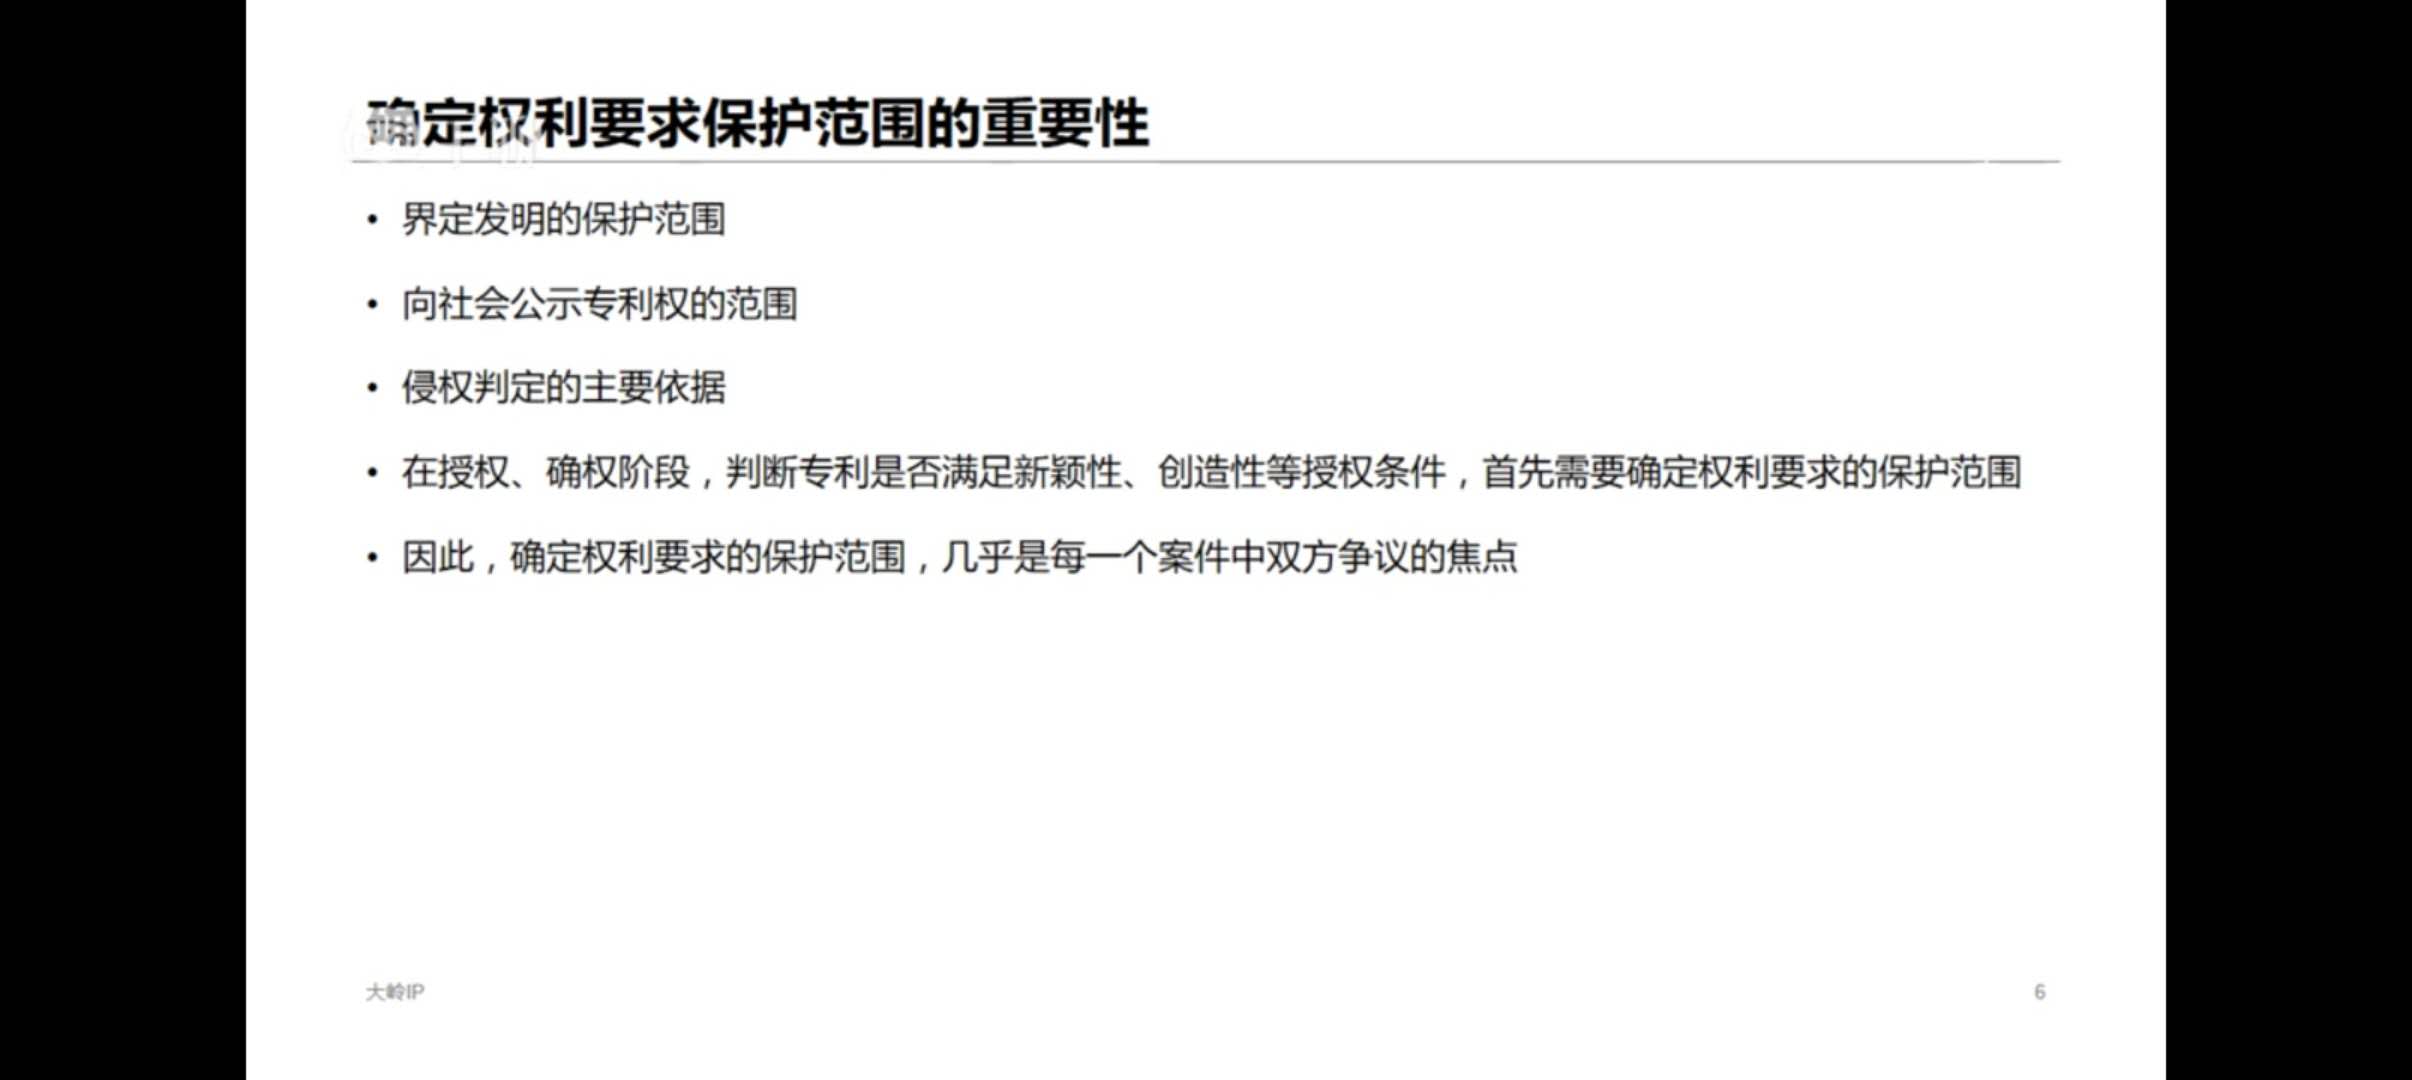 确定权利要求保护范围的重要性
• 界定发明的保护范围
• 向社会公示专利权的范围
• 侵权判定的主要依据
• 在授权、确权阶段，判断专利是否满足新颖性、创造性等授权条件，首先需要确定权利要求的保护范围
• 因此，确定权利要求的保护范围，几乎是每一个案件中双方争议的焦点
大岭IP
6